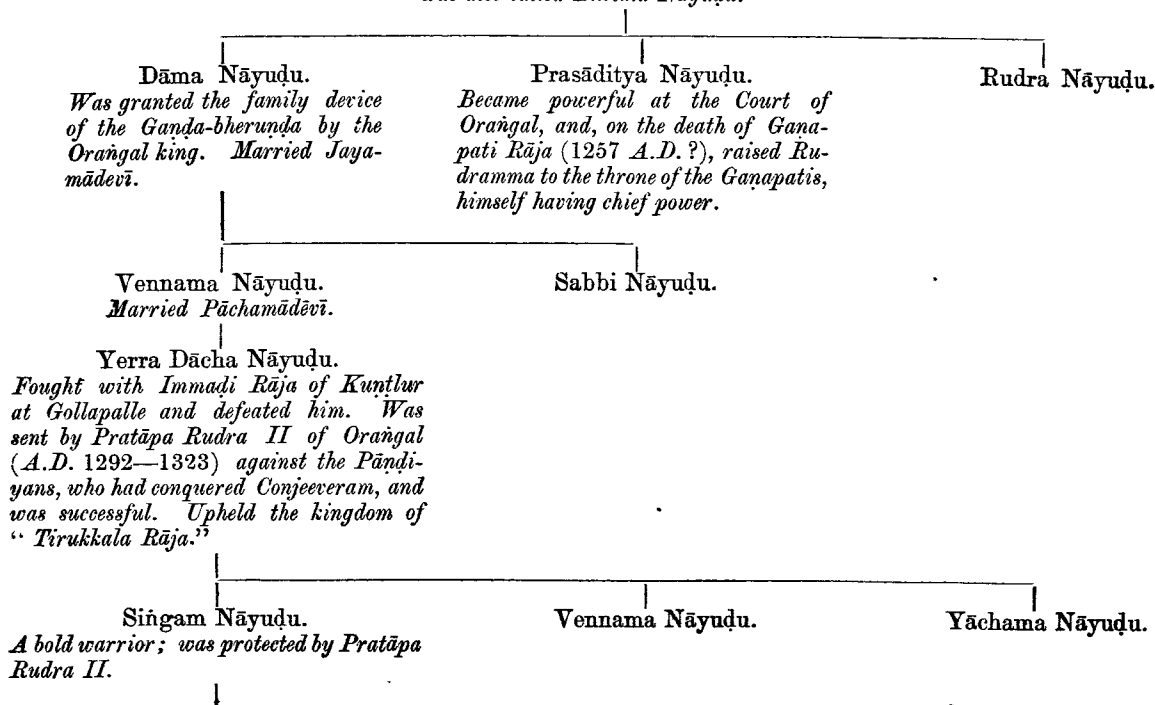 Dāma Nāyuḍu.
Was granted the family device
of the Gaṇḍa-bheruṇḍa by the
Oraṅgal king. Married Jaya-
mādevī.
Prasāditya Nāyuḍu.
Became powerful at the Court of
Oraṅgal, and, on the death of Gaṇa-
pati Rāja (1257 A.D. ?), raised Ru-
dramma to the throne of the Gaṇapatis,
himself having chief power.
Rudra Nāyuḍu.
Vennama Nāyuḍu.
Married Pāchamādēvī.
Sabbi Nāyuḍu.
Yerra Dācha Nāyuḍu.
Fought with Immaḍi Rāja of Kuṇṭlur
at Gollapalle and defeated him. Was
sent by Pratāpa Rudra II of Oraṅgal
(A.D. 1292—1323) against the Pāṇḍi-
yans, who had conquered Conjeeveram, and
was successful. Upheld the kingdom of
“ Tirukkala Rāja.”
Siṅgam Nāyuḍu.
A bold warrior; was protected by Pratāpa
Rudra II.
Vennama Nāyuḍu.
Yāchama Nāyuḍu.